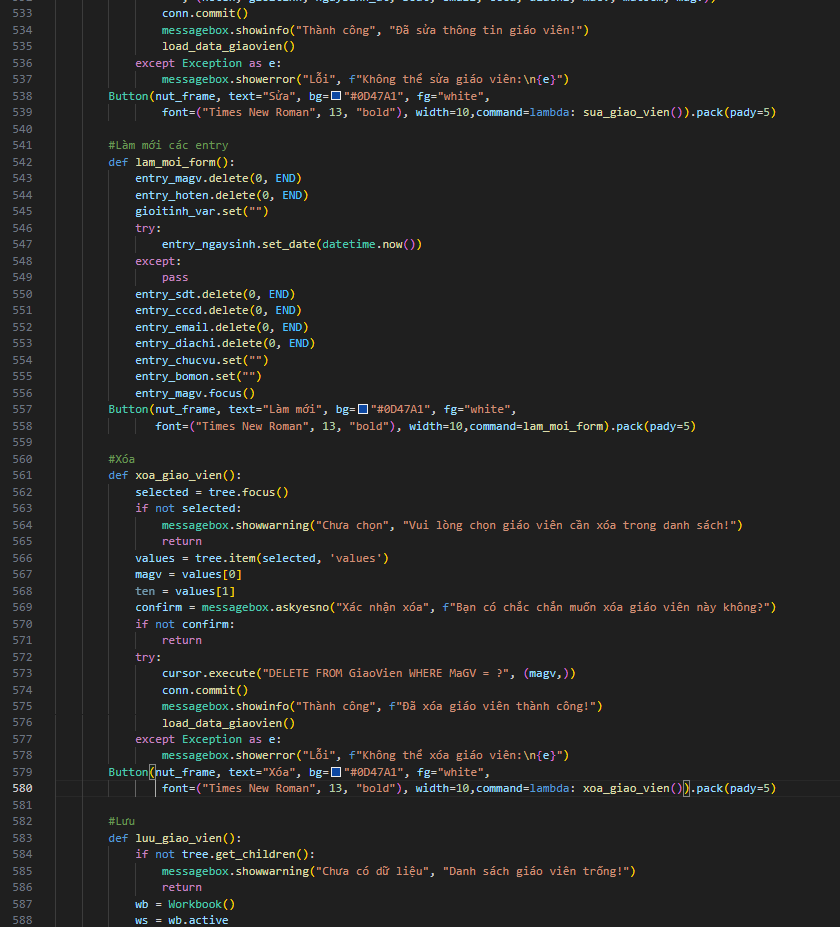 533 conn.commit()
534 messagebox.showinfo("Thành công", "Đã sửa thông tin giáo viên!")
535 load_data_giaovien()
536 except Exception as e:
537 messagebox.showerror("Lỗi", f"Không thể sửa giáo viên:\n{e}")
538 Button(nut_frame, text="Sửa", bg="#0D47A1", fg="white",
539 font=("Times New Roman", 13, "bold"), width=10,command=lambda: sua_giao_vien()).pack(pady=5)
540
541 #Làm mới các entry
542 def lam_moi_form():
543 entry_magv.delete(0, END)
544 entry_hoten.delete(0, END)
545 gioitinh_var.set("")
546 try:
547 entry_ngaysinh.set_date(datetime.now())
548 except:
549 pass
550 entry_sdt.delete(0, END)
551 entry_cccd.delete(0, END)
552 entry_email.delete(0, END)
553 entry_diachi.delete(0, END)
554 entry_chucvu.set("")
555 entry_bomon.set("")
556 entry_magv.focus()
557 Button(nut_frame, text="Làm mới", bg="#0D47A1", fg="white",
558 font=("Times New Roman", 13, "bold"), width=10,command=lam_moi_form).pack(pady=5)
559
560 #Xóa
561 def xoa_giao_vien():
562 selected = tree.focus()
563 if not selected:
564 messagebox.showwarning("Chưa chọn", "Vui lòng chọn giáo viên cần xóa trong danh sách!")
565 return
566 values = tree.item(selected, 'values')
567 magv = values[0]
568 ten = values[1]
569 confirm = messagebox.askyesno("Xác nhận xóa", f"Bạn có chắc chắn muốn xóa giáo viên này không?")
570 if not confirm:
571 return
572 try:
573 cursor.execute("DELETE FROM GiaoVien WHERE MaGV = ?", (magv,))
574 conn.commit()
575 messagebox.showinfo("Thành công", f"Đã xóa giáo viên thành công!")
576 load_data_giaovien()
577 except Exception as e:
578 messagebox.showerror("Lỗi", f"Không thể xóa giáo viên:\n{e}")
579 Button(nut_frame, text="Xóa", bg="#0D47A1", fg="white",
580 font=("Times New Roman", 13, "bold"), width=10,command=lambda: xoa_giao_vien()).pack(pady=5)
581
582 #Lưu
583 def luu_giao_vien():
584 if not tree.get_children():
585 messagebox.showwarning("Chưa có dữ liệu", "Danh sách giáo viên trống!")
586 return
587 wb = Workbook()
588 ws = wb.active